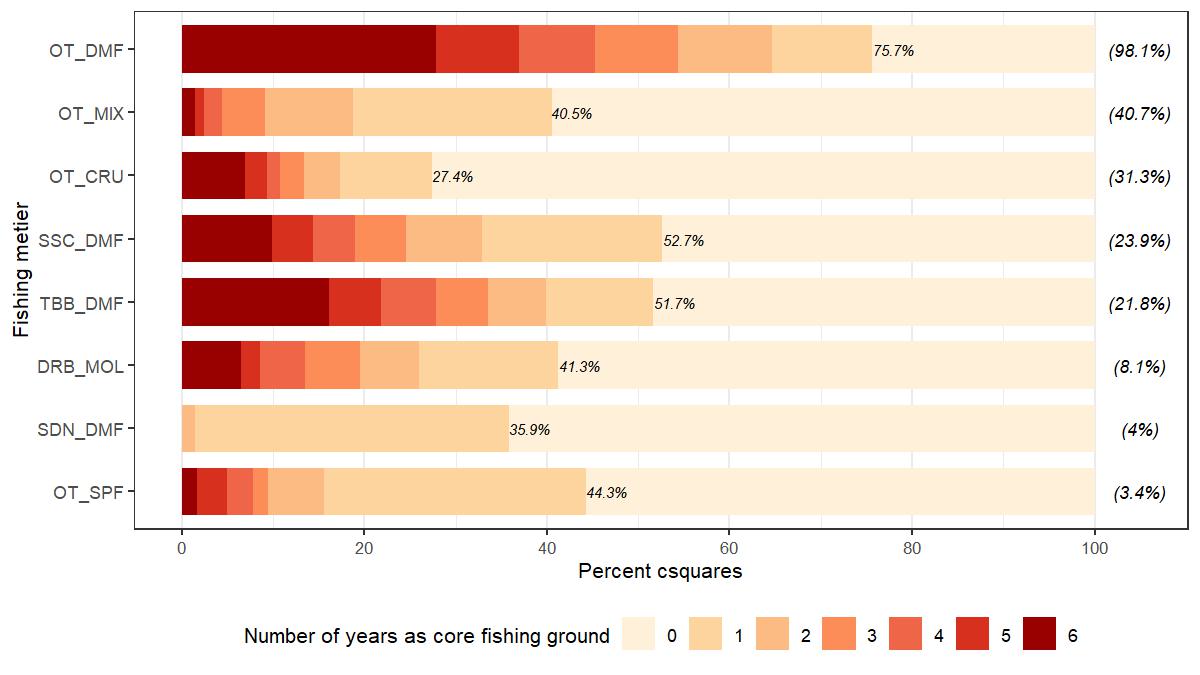 OT_DMF 75.7% (98.1%)
OT_MIX 40.5% (40.7%)
OT_CRU 27.4% (31.3%)
SSC_DMF 52.7% (23.9%)
TBB_DMF 51.7% (21.8%)
DRB_MOL 41.3% (8.1%)
SDN_DMF 35.9% (4%)
OT_SPF 44.3% (3.4%)
Fishing metier
0 20 40 60 80 100
Percent csquares
Number of years as core fishing ground 0 1 2 3 4 5 6